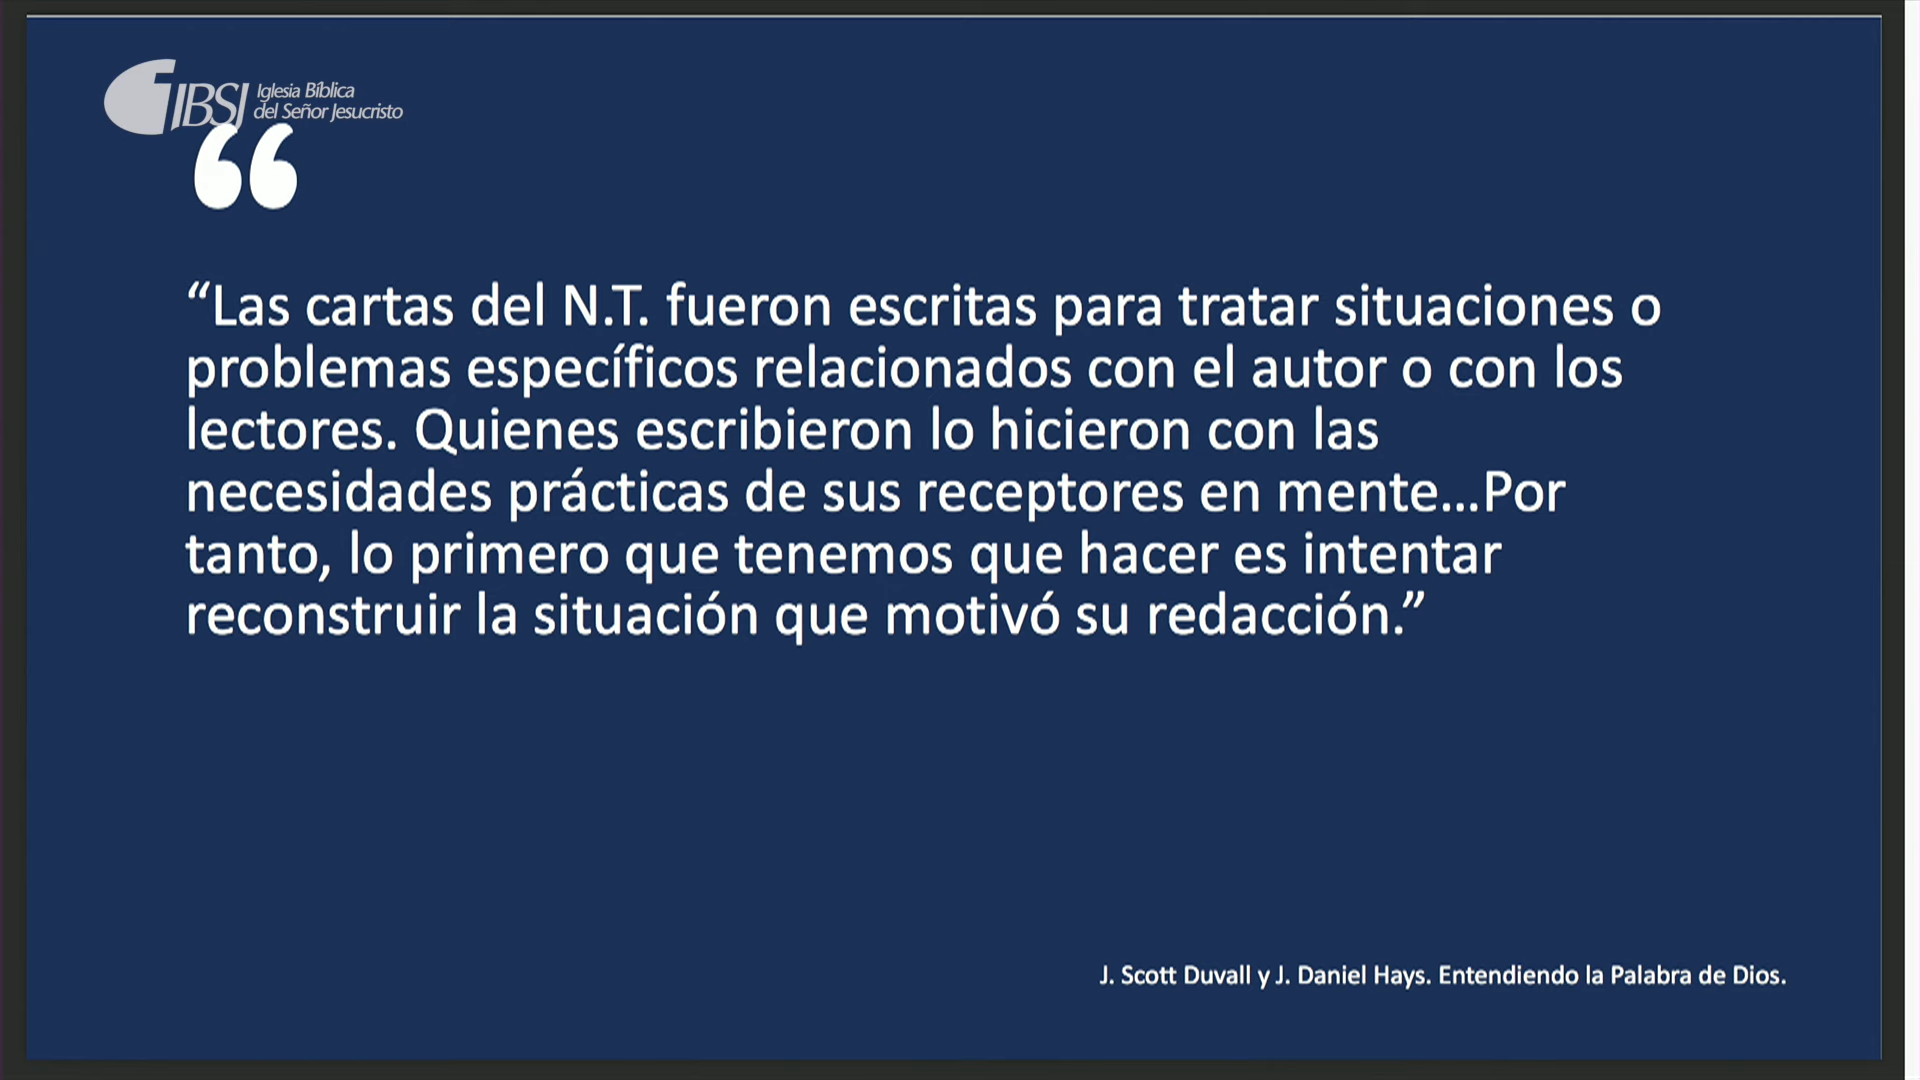 IBSJ
Iglesia Bíblica
del Señor Jesucristo
“
“Las cartas del N.T. fueron escritas para tratar situaciones o
problemas específicos relacionados con el autor o con los
lectores. Quienes escribieron lo hicieron con las
necesidades prácticas de sus receptores en mente...Por
tanto, lo primero que tenemos que hacer es intentar
reconstruir la situación que motivó su redacción.”
J. Scott Duvall y J. Daniel Hays. Entendiendo la Palabra de Dios.